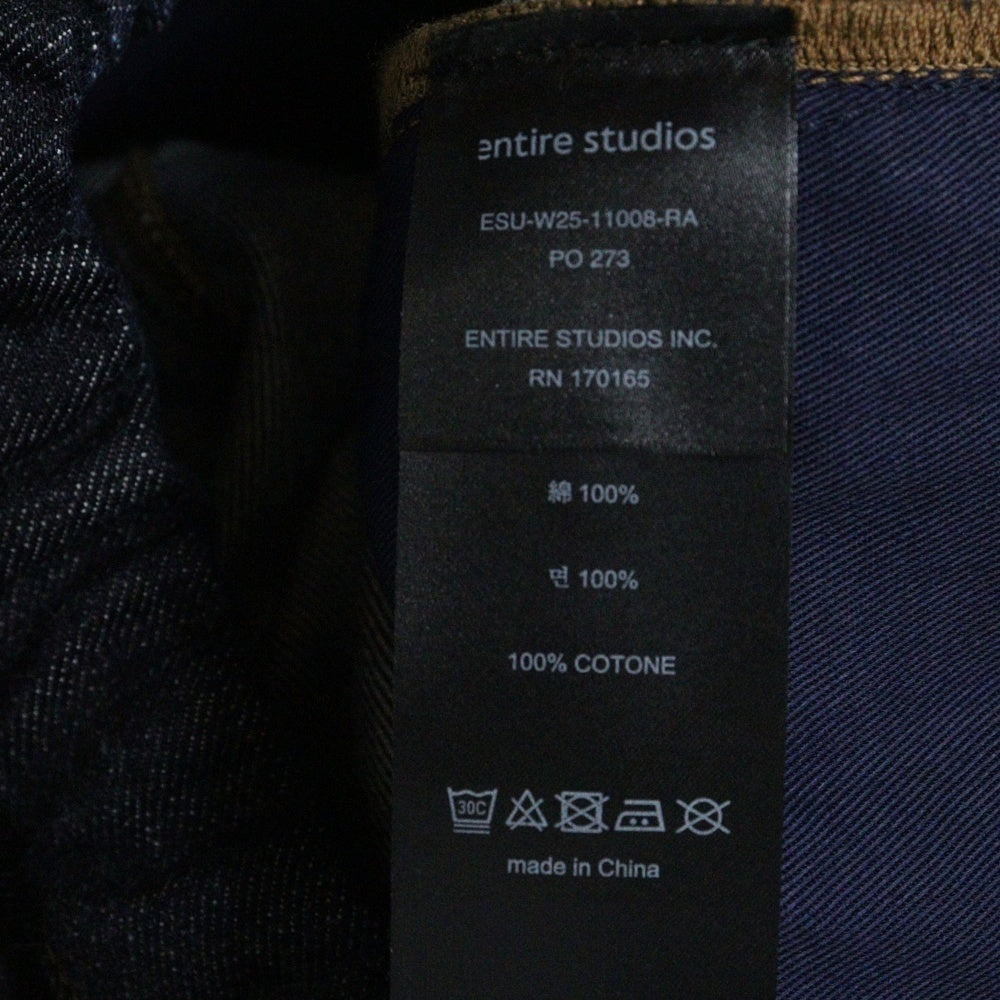 entire studios
ESU-W25-11008-RA
PO 273
ENTIRE STUDIOS INC.
RN 170165
綿 100%
면 100%
100% COTONE
30C
made in China